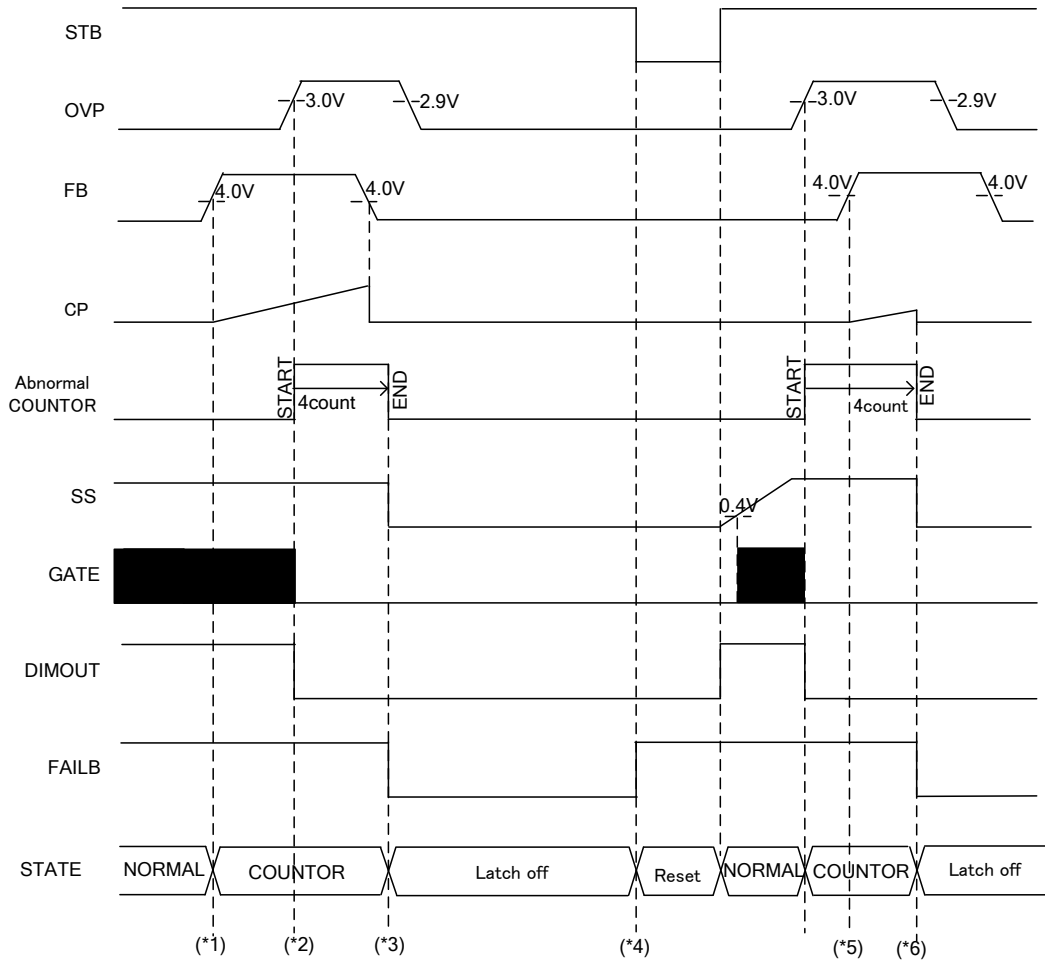 STB
OVP
3.0V
2.9V
3.0V
2.9V
FB
4.0V
4.0V
4.0V
4.0V
CP
Abnormal
COUNTOR
START
4count
END
START
4count
END
SS
0.4V
GATE
DIMOUT
FAILB
STATE
NORMAL
COUNTOR
Latch off
Reset
NORMAL
COUNTOR
Latch off
(*1)
(*2)
(*3)
(*4)
(*5)
(*6)